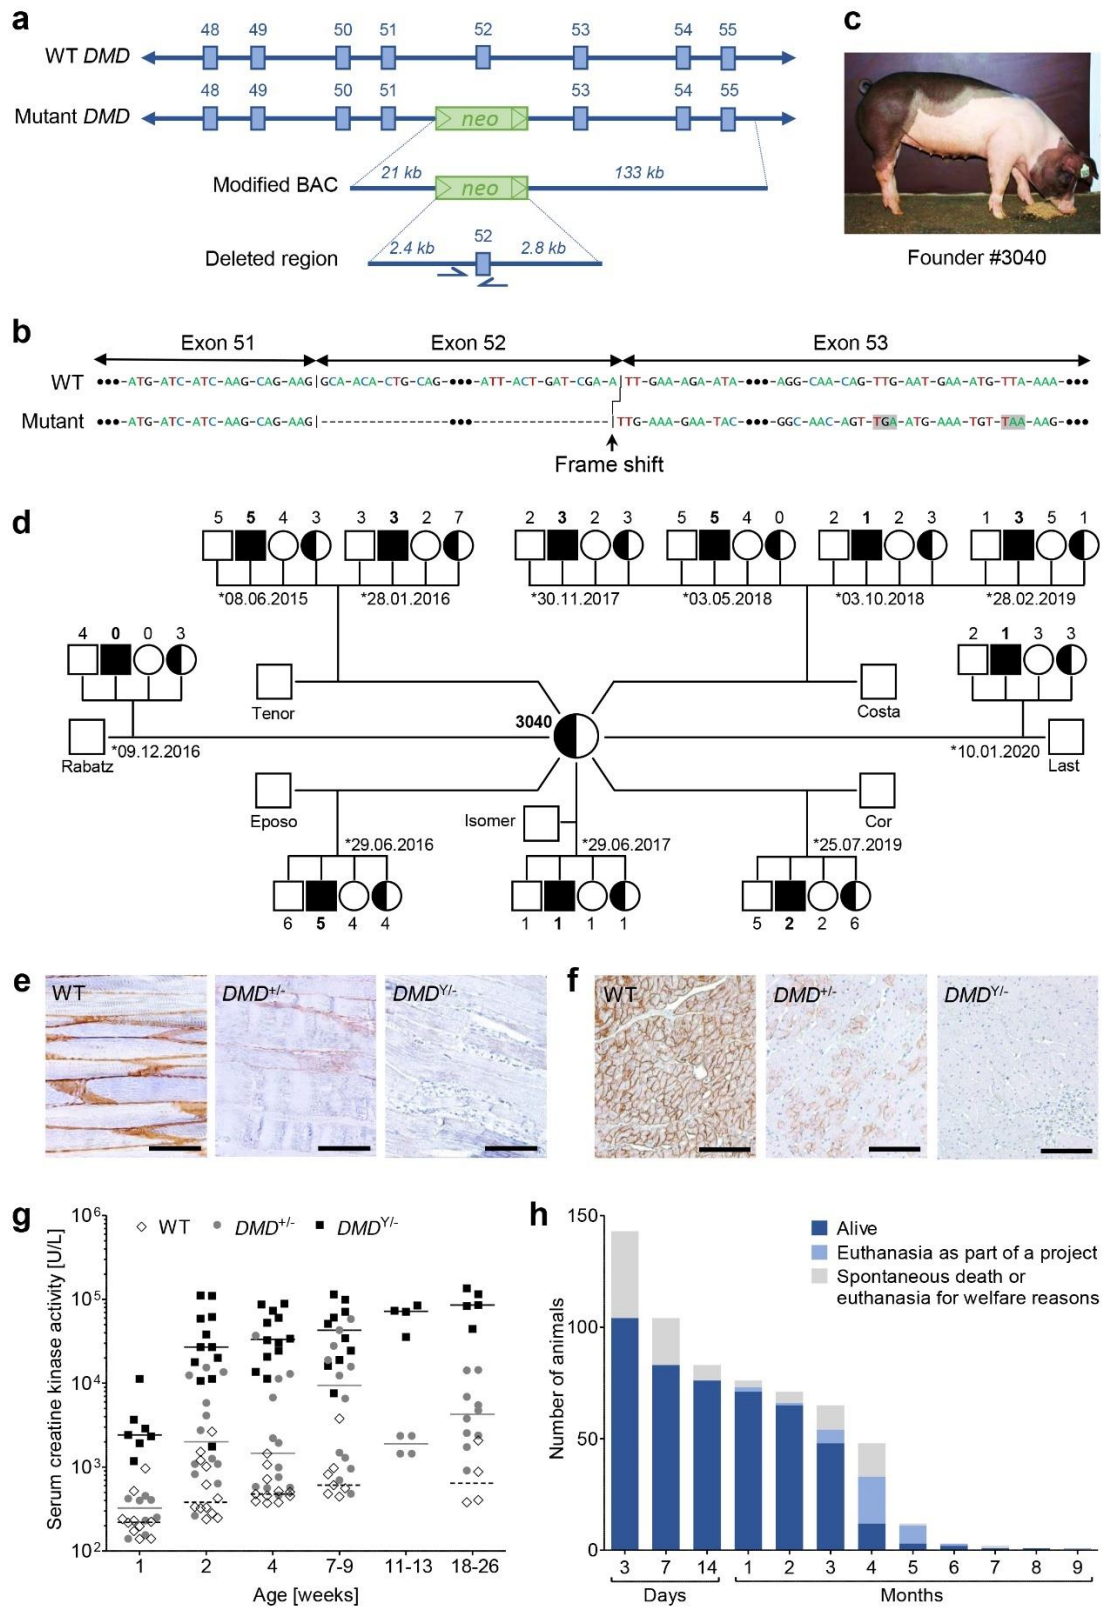 a
48 49 50 51 52 53 54 55
WT DMD
48 49 50 51 53 54 55
Mutant DMD neo
21 kb 133 kb
Modified BAC neo
52
2.4 kb 2.8 kb
Deleted region
c
Founder #3040
b
Exon 51 Exon 52 Exon 53
WT •••-ATG-ATC-ATC-AAG-CAG-AAG|GCA-ACA-CTG-CAG-•••-ATT-ACT-GAT-CGA-A|TT-GAA-AGA-ATA-•••-AGG-CAA-CAG-TTG-AAT-GAA-ATG-TTA-AAA-•••
Mutant •••-ATG-ATC-ATC-AAG-CAG-AAG|----------------•••----------------|TTG-AAA-GAA-TAC-•••-GGC-AAC-AGT-TGA-ATG-AAA-TGT-TAA-AAG-•••
Frame shift
d
5 5 4 3 3 3 2 7 2 3 2 3 5 5 4 0 2 1 2 3 1 3 5 1
*08.06.2015 *28.01.2016 *30.11.2017 *03.05.2018 *03.10.2018 *28.02.2019
4 0 0 3 2 1 3 3
Tenor Costa
3040
Rabatz *09.12.2016 *10.01.2020 Last
Eposo Isomer Cor
*29.06.2016 *29.06.2017 *25.07.2019
6 5 4 4 1 1 1 1 5 2 2 6
e
WT DMD+/- DMDY/-
f
WT DMD+/- DMDY/-
g
WT DMD+/- DMDY/-
Serum creatine kinase activity [U/L]
10^6
10^5
10^4
10^3
10^2
1 2 4 7-9 11-13 18-26
Age [weeks]
h
Alive
Euthanasia as part of a project
Spontaneous death or
euthanasia for welfare reasons
Number of animals
150
100
50
0
3 7 14 1 2 3 4 5 6 7 8 9
Days Months